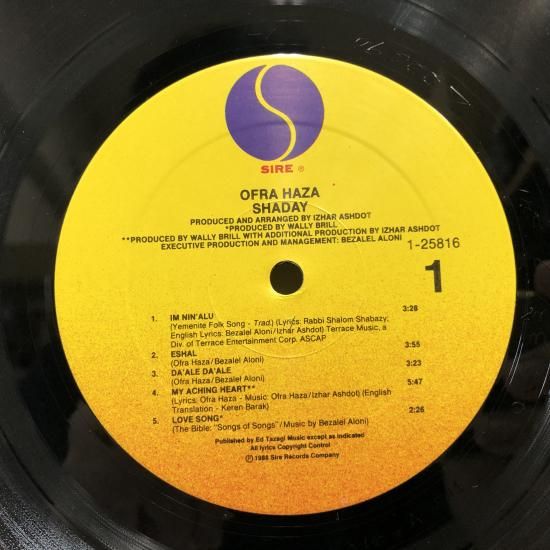 SIRE ®
OFRA HAZA
SHADAY
PRODUCED AND ARRANGED BY IZHAR ASHDOT
*PRODUCED BY WALLY BRILL
**PRODUCED BY WALLY BRILL WITH ADDITIONAL PRODUCTION BY IZHAR ASHDOT
EXECUTIVE PRODUCTION AND MANAGEMENT: BEZALEL ALONI
1-25816
1
1. IM NIN'ALU 3:28
(Yemenite Folk Song - Trad.) (Lyrics: Rabbi Shalom Shabazy;
English Lyrics: Bezalel Aloni/Izhar Ashdot) Terrace Music, a
Div. of Terrace Entertainment Corp. ASCAP
2. ESHAL 3:55
(Ofra Haza/Bezalel Aloni)
3. DA'ALE DA'ALE 3:23
(Ofra Haza/Bezalel Aloni)
4. MY ACHING HEART** 5:47
(Lyrics: Ofra Haza - Music: Ofra Haza/Izhar Ashdot) (English
Translation - Keren Barak)
5. LOVE SONG* 2:26
(The Bible: "Songs of Songs"/Music by Bezalel Aloni)
Published by Ed Tazagi Music except as indicated
All lyrics Copyright Control
℗ 1988 Sire Records Company